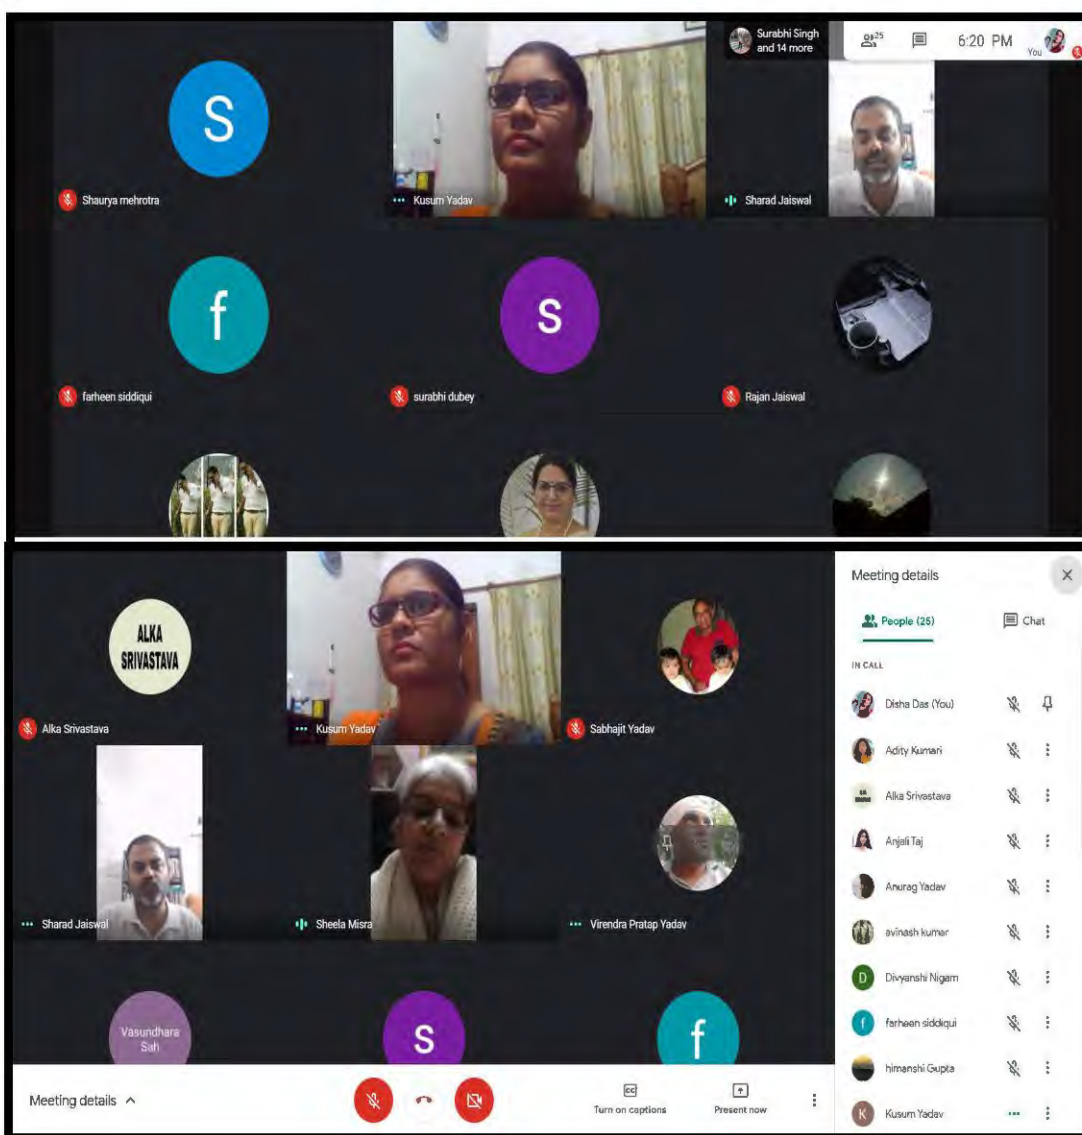 Surabhi Singh
and 14 more
25
6:20 PM
You
S
Shaurya mehrotra
Kusum Yadav
Sharad Jaiswal
f
farheen siddiqui
s
surabhi dubey
Rajan Jaiswal
ALKA
SRIVASTAVA
Alka Srivastava
Kusum Yadav
Sabhajit Yadav
Sharad Jaiswal
Sheela Misra
Virendra Pratap Yadav
Vasundhara
Sah
s
f
Meeting details
CC
Turn on captions
Present now
Meeting details
People (25)
Chat
IN CALL
Disha Das (You)
Adity Kumari
Alka Srivastava
Anjali Taj
Anurag Yadav
avinash kumar
D
Divyanshi Nigam
f
farheen siddiqui
himanshi Gupta
K
Kusum Yadav